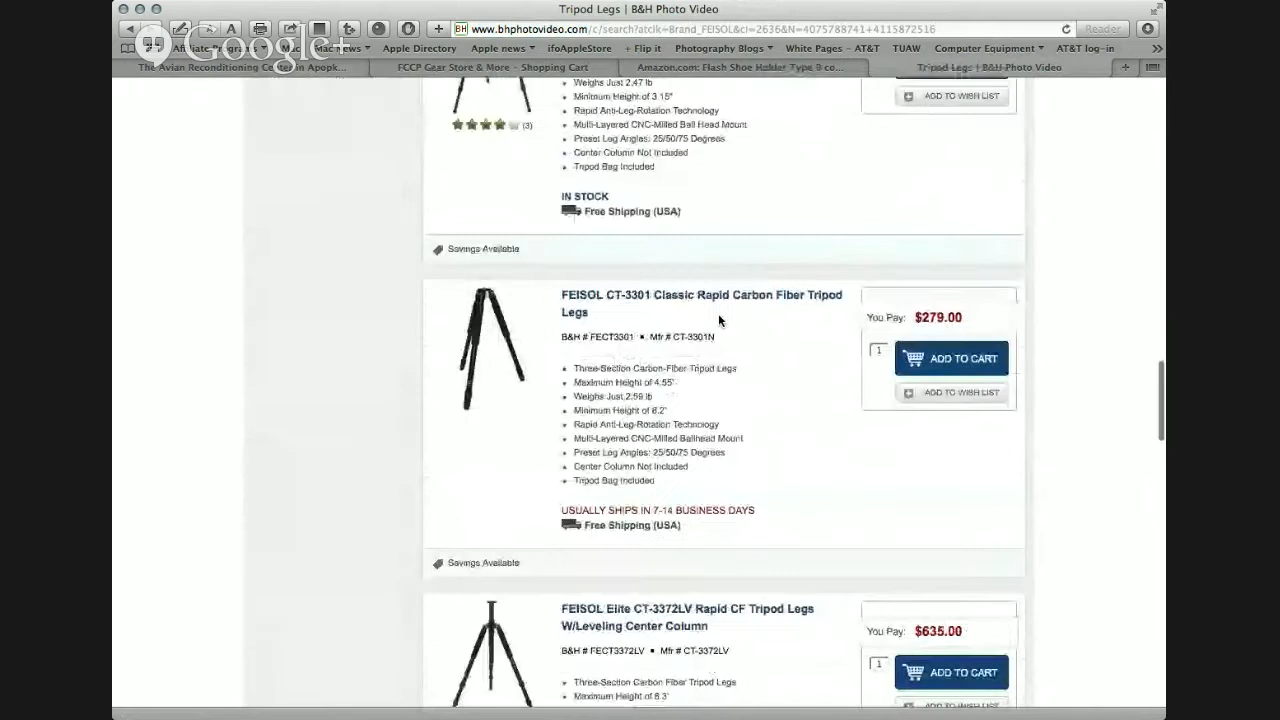 Tripod Legs | B&H Photo Video
www.bhphotovideo.com/c/search?atclk=Brand_FEISOL&ci=2636&N=4075788741+4115872516
Reader
Google+
Affiliate Programs Mac Mac News Apple Directory Apple news ifoAppleStore + Flip it Photography Blogs White Pages - AT&T TUAW Computer Equipment AT&T log-in
The Avian Reconditioning Center in Apopk... FCCP Gear Store & More - Shopping Cart Amazon.com: Flash Shoe Holder Type B co... Tripod Legs | B&H Photo Video
Weighs Just 2.47 lb
Minimum Height of 3.15"
ADD TO WISH LIST
Rapid Anti-Leg-Rotation Technology
(3)
Multi-Layered CNC-Milled Ball Head Mount
Preset Leg Angles: 25/50/75 Degrees
Center Column Not Included
Tripod Bag Included
IN STOCK
Free Shipping (USA)
Savings Available
FEISOL CT-3301 Classic Rapid Carbon Fiber Tripod
Legs
You Pay: $279.00
B&H # FECT3301 Mfr # CT-3301N
1
ADD TO CART
Three-Section Carbon-Fiber Tripod Legs
Maximum Height of 4.55'
Weighs Just 2.59 lb
ADD TO WISH LIST
Minimum Height of 6.2"
Rapid Anti-Leg-Rotation Technology
Multi-Layered CNC-Milled Ballhead Mount
Preset Leg Angles: 25/50/75 Degrees
Center Column Not Included
Tripod Bag Included
USUALLY SHIPS IN 7-14 BUSINESS DAYS
Free Shipping (USA)
Savings Available
FEISOL Elite CT-3372LV Rapid CF Tripod Legs
W/Leveling Center Column
You Pay: $635.00
B&H # FECT3372LV Mfr # CT-3372LV
1
ADD TO CART
Three-Section Carbon Fiber Tripod Legs
Maximum Height of 6.3'
ADD TO WISH LIST